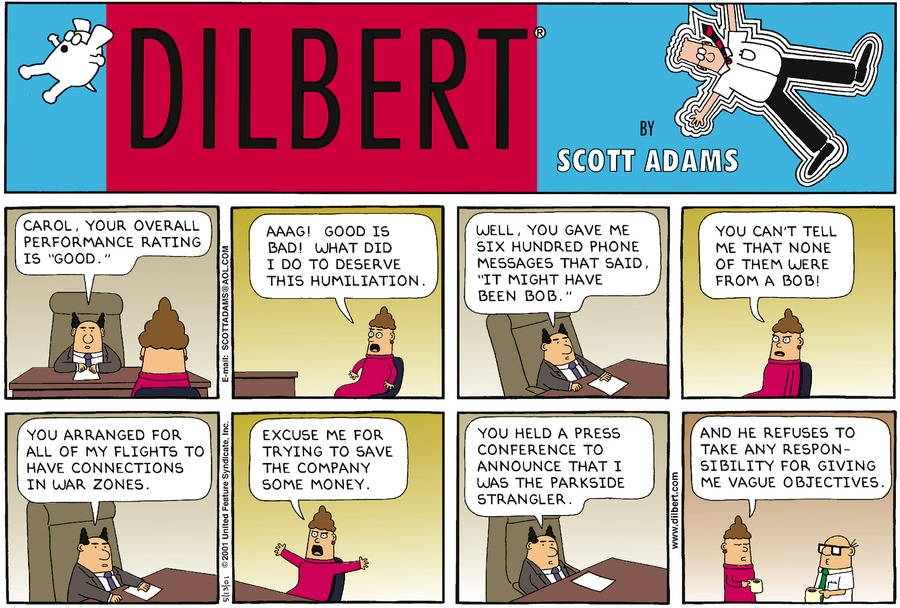 DILBERT®
BY
SCOTT ADAMS
CAROL, YOUR OVERALL
PERFORMANCE RATING
IS "GOOD."
E-mail: SCOTTADAMS@AOL.COM
AAAG! GOOD IS
BAD! WHAT DID
I DO TO DESERVE
THIS HUMILIATION.
WELL, YOU GAVE ME
SIX HUNDRED PHONE
MESSAGES THAT SAID,
"IT MIGHT HAVE
BEEN BOB."
YOU CAN'T TELL
ME THAT NONE
OF THEM WERE
FROM A BOB!
YOU ARRANGED FOR
ALL OF MY FLIGHTS TO
HAVE CONNECTIONS
IN WAR ZONES.
5/13/01 © 2001 United Feature Syndicate, Inc.
EXCUSE ME FOR
TRYING TO SAVE
THE COMPANY
SOME MONEY.
YOU HELD A PRESS
CONFERENCE TO
ANNOUNCE THAT I
WAS THE PARKSIDE
STRANGLER.
www.dilbert.com
AND HE REFUSES TO
TAKE ANY RESPON-
SIBILITY FOR GIVING
ME VAGUE OBJECTIVES.